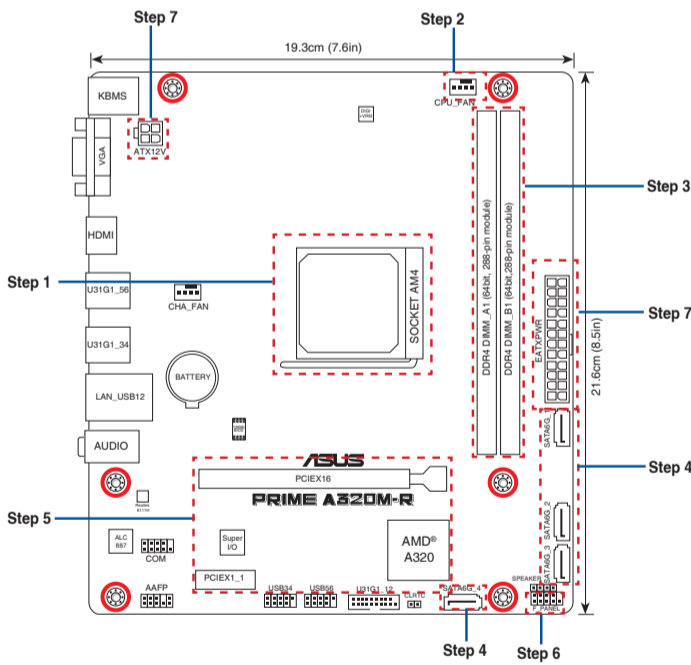 Step 7
Step 2
19.3cm (7.6in)
KBMS
CPU_FAN
DIGI
+VRM
ATX12V
VGA
Step 3
DDR4 DIMM_A1 (64bit, 288-pin module)
DDR4 DIMM_B1 (64bit,288-pin module)
HDMI
Step 1
U31G1_56
CHA_FAN
SOCKET AM4
EATXPWR
Step 7
21.6cm (8.5in)
U31G1_34
BATTERY
LAN_USB12
AUDIO
SATA6G_1
Step 4
ASUS
PCIEX16
PRIME A320M-R
Step 5
ALC
887
COM
Super
I/O
AMD®
A320
SATA6G_2
SATA6G_3
PCIEX1_1
AAFP
USB34
USB56
U31G1_12
CLRTC
SATA6G_4
SPEAKER
F_PANEL
Step 4
Step 6